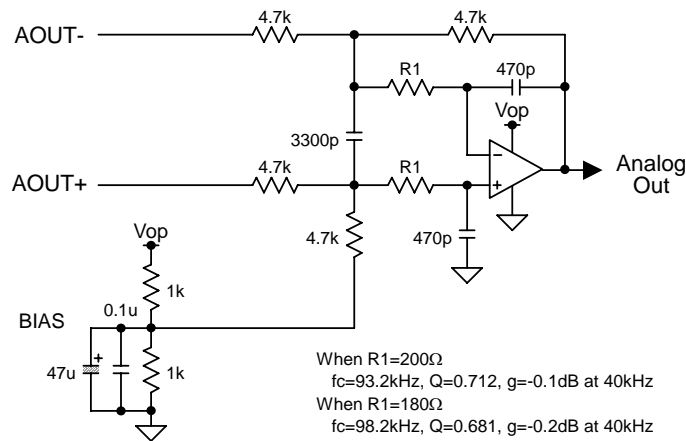 4.7k
4.7k
AOUT-
R1
470p
Vop
3300p
4.7k
R1
Analog
Out
AOUT+
4.7k
470p
Vop
1k
0.1u
BIAS
+
47u
1k
When R1=200Ω
fc=93.2kHz, Q=0.712, g=-0.1dB at 40kHz
When R1=180Ω
fc=98.2kHz, Q=0.681, g=-0.2dB at 40kHz